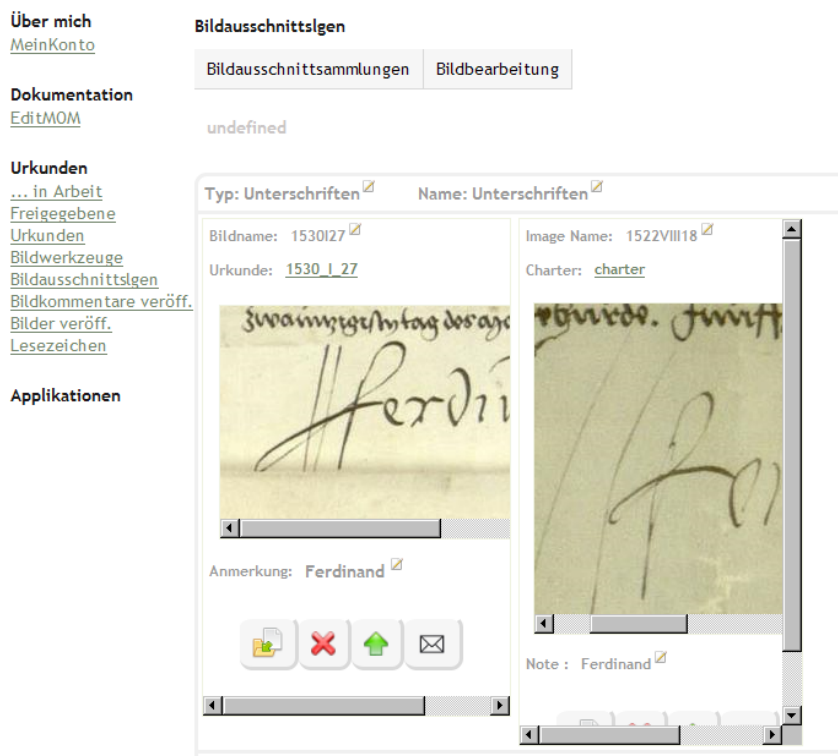 Über mich
MeinKonto
Dokumentation
EditMOM
Urkunden
... in Arbeit
Freigegebene
Urkunden
Bildwerkzeuge
Bildausschnittslgen
Bildkommentare veröff.
Bilder veröff.
Lesezeichen
Applikationen
Bildausschnittslgen
Bildausschnittsammlungen Bildbearbeitung
undefined
Typ: Unterschriften Name: Unterschriften
Bildname: 1530I27
Urkunde: 1530_I_27
Anmerkung: Ferdinand
Image Name: 1522VIII18
Charter: charter
Note : Ferdinand